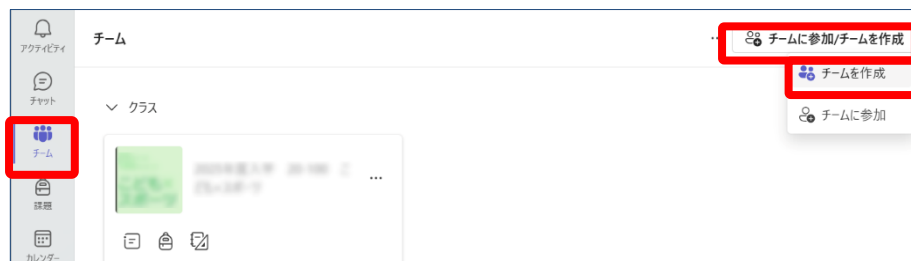 アクティビティ
チーム
チームに参加/チームを作成
チームを作成
チームに参加
チャット
クラス
チーム
課題
カレンダー